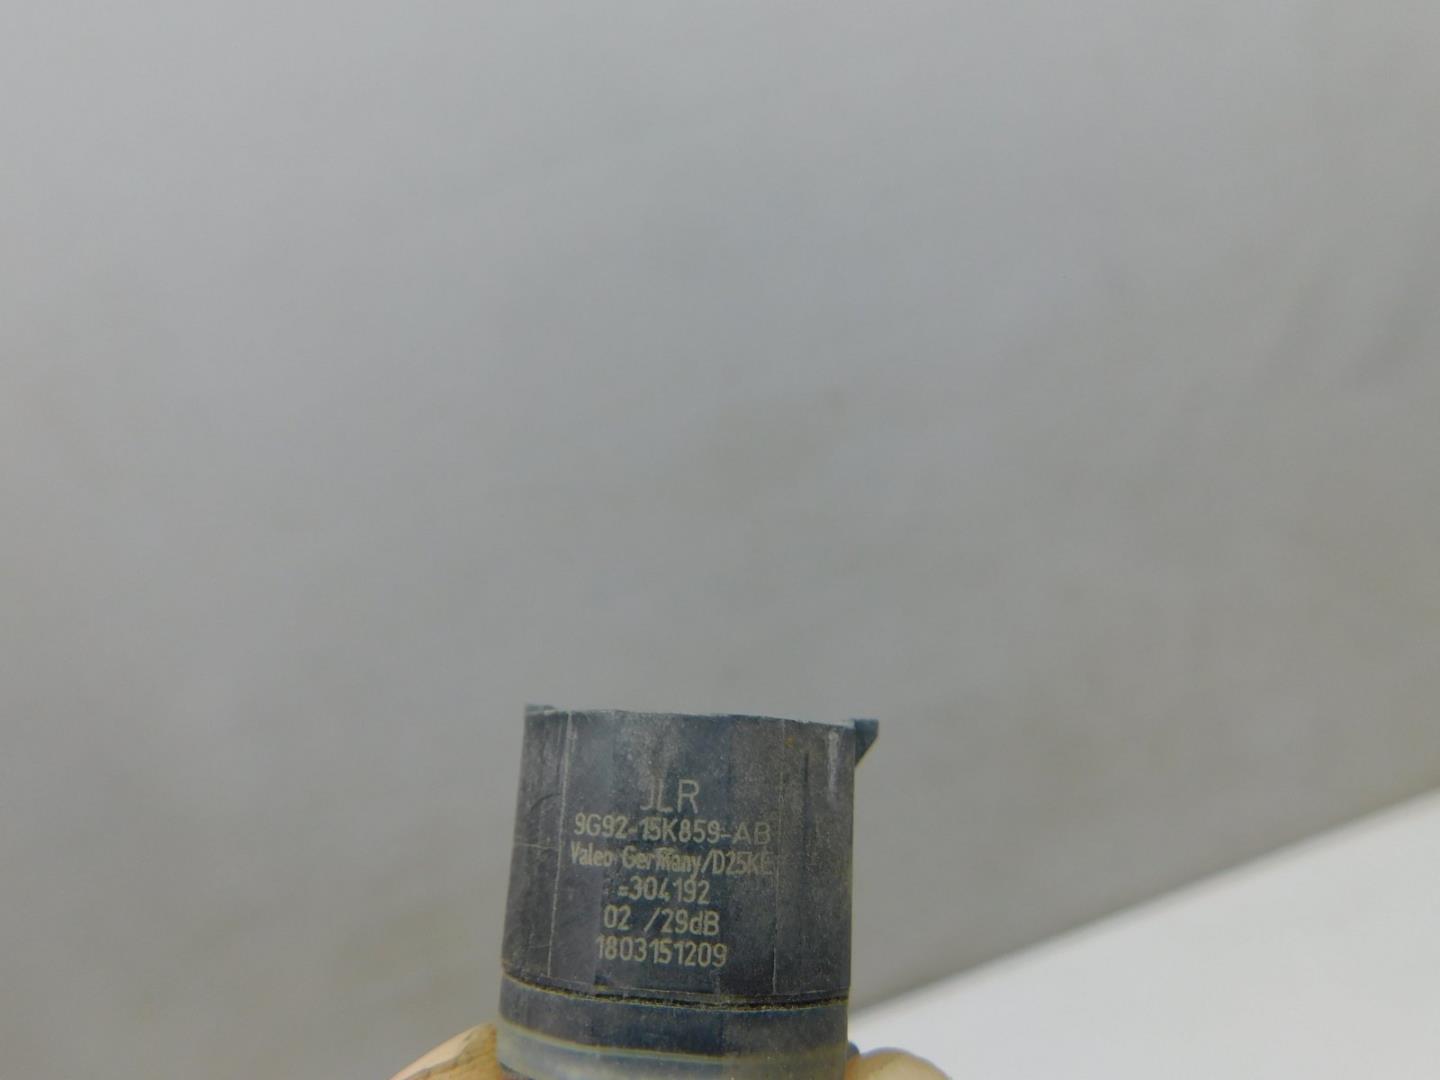 JLR
9G92-15K859-AB
Valeo Germany/D25KE
=304192
02 /29dB
1803151209